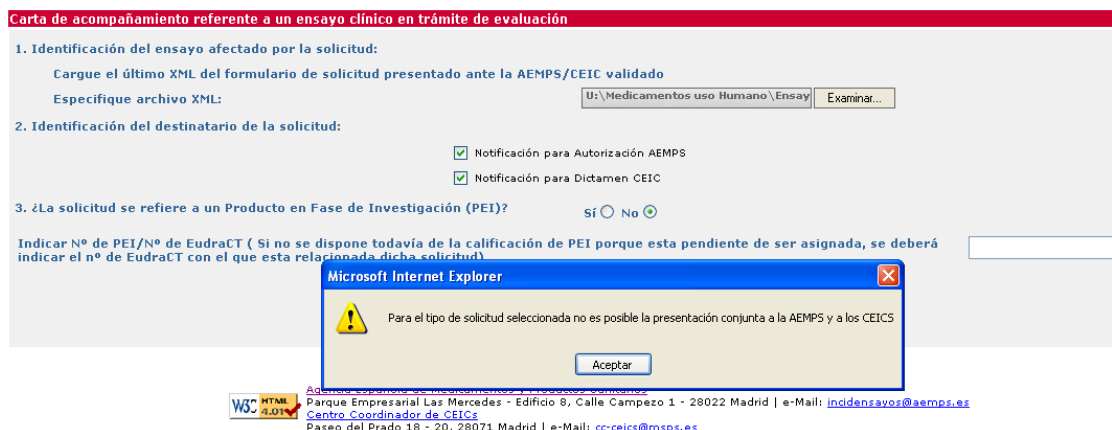 Carta de acompañamiento referente a un ensayo clínico en trámite de evaluación
1. Identificación del ensayo afectado por la solicitud:
Cargue el último XML del formulario de solicitud presentado ante la AEMPS/CEIC validado
Especifique archivo XML:
U:\Medicamentos uso Humano\Ensay
Examinar...
2. Identificación del destinatario de la solicitud:
Notificación para Autorización AEMPS
Notificación para Dictamen CEIC
3. ¿La solicitud se refiere a un Producto en Fase de Investigación (PEI)?
Sí No
Indicar Nº de PEI/Nº de EudraCT ( Si no se dispone todavía de la calificación de PEI porque esta pendiente de ser asignada, se deberá
indicar el nº de EudraCT con el que esta relacionada dicha solicitud)
Microsoft Internet Explorer
Para el tipo de solicitud seleccionada no es posible la presentación conjunta a la AEMPS y a los CEICS
Aceptar
Agencia Española de Medicamentos y Productos Sanitarios
W3C HTML 4.01
Parque Empresarial Las Mercedes - Edificio 8, Calle Campezo 1 - 28022 Madrid | e-Mail: incidensayos@aemps.es
Centro Coordinador de CEICs
Paseo del Prado 18 - 20, 28071 Madrid | e-Mail: cc-ceics@msps.es